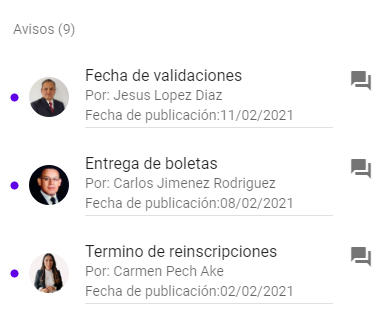 Avisos (9)
Fecha de validaciones
Por: Jesus Lopez Diaz
Fecha de publicación:11/02/2021
Entrega de boletas
Por: Carlos Jimenez Rodriguez
Fecha de publicación:08/02/2021
Termino de reinscripciones
Por: Carmen Pech Ake
Fecha de publicación:02/02/2021